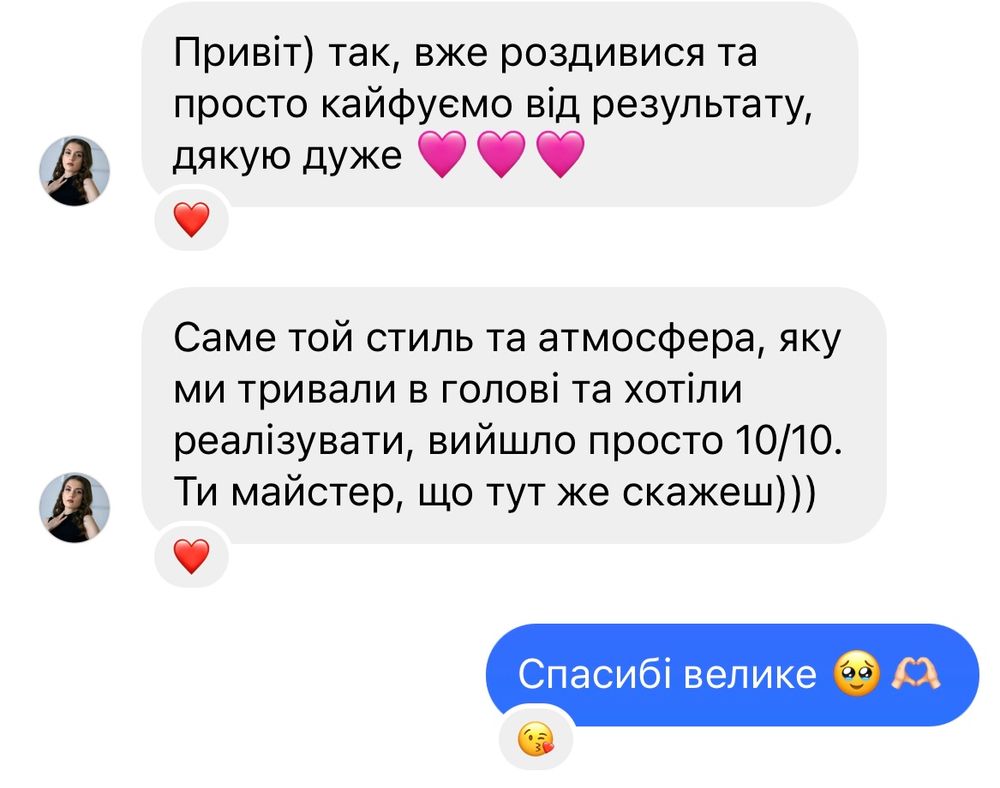 Привіт) так, вже роздивися та
просто кайфуємо від результату,
дякую дуже 🩷🩷🩷
❤️
Саме той стиль та атмосфера, яку
ми тривали в голові та хотіли
реалізувати, вийшло просто 10/10.
Ти майстер, що тут же скажеш)))
❤️
Спасибі велике 🥹🫶🏻
😘